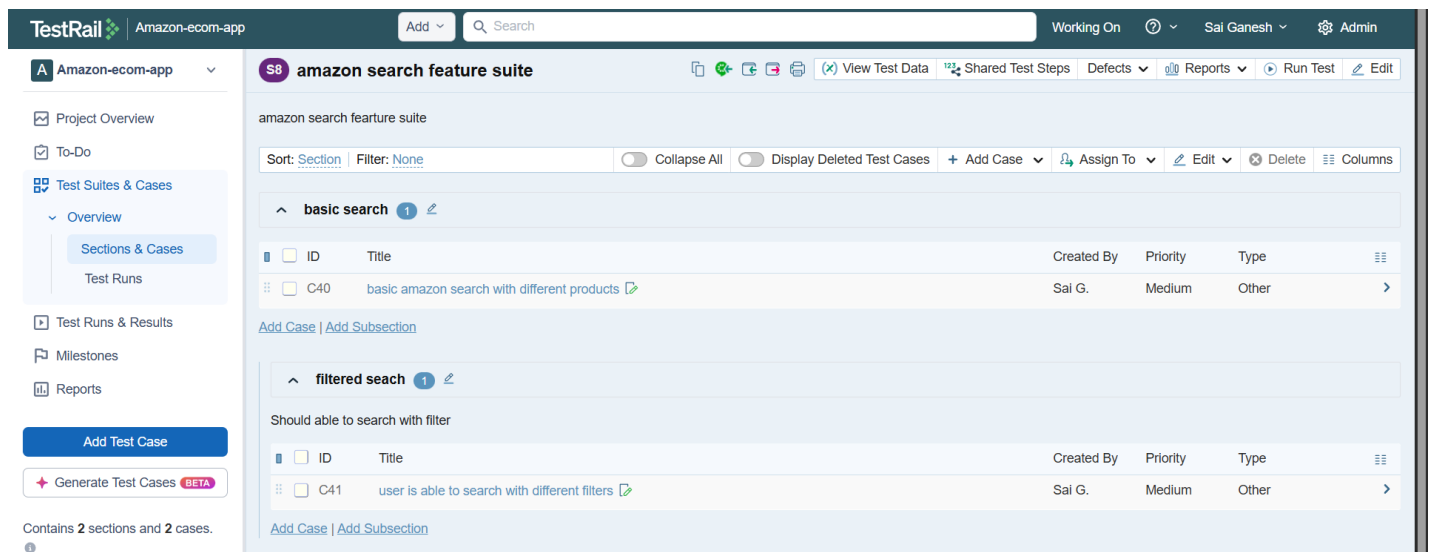 TestRail Amazon-ecom-app Add Search Working On Sai Ganesh Admin
A Amazon-ecom-app
Project Overview
To-Do
Test Suites & Cases
Overview
Sections & Cases
Test Runs
Test Runs & Results
Milestones
Reports
Add Test Case
Generate Test Cases BETA
Contains 2 sections and 2 cases.
S8 amazon search feature suite View Test Data 123 Shared Test Steps Defects Reports Run Test Edit
amazon search fearture suite
Sort: Section Filter: None Collapse All Display Deleted Test Cases + Add Case Assign To Edit Delete Columns
basic search 1
ID Title Created By Priority Type
C40 basic amazon search with different products Sai G. Medium Other
Add Case | Add Subsection
filtered seach 1
Should able to search with filter
ID Title Created By Priority Type
C41 user is able to search with different filters Sai G. Medium Other
Add Case | Add Subsection